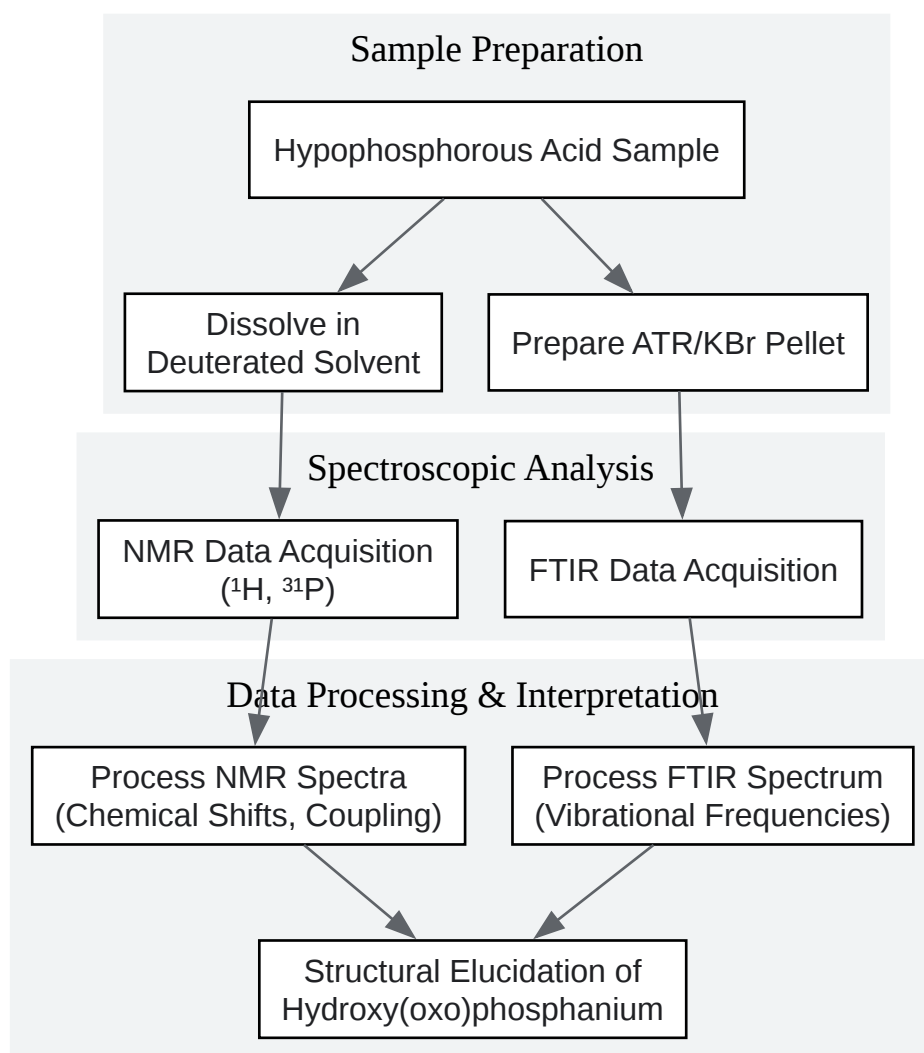 Sample Preparation
Hypophosphorous Acid Sample
Dissolve in
Deuterated Solvent
Prepare ATR/KBr Pellet
Spectroscopic Analysis
NMR Data Acquisition
(¹H, ³¹P)
FTIR Data Acquisition
Data Processing & Interpretation
Process NMR Spectra
(Chemical Shifts, Coupling)
Process FTIR Spectrum
(Vibrational Frequencies)
Structural Elucidation of
Hydroxy(oxo)phosphanium